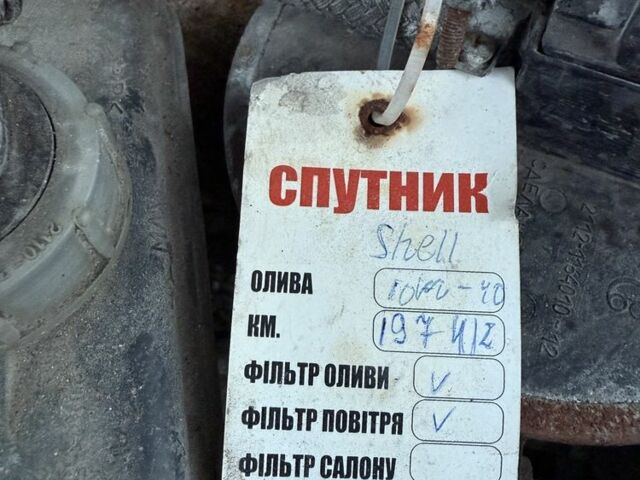 СПУТНИК
Shell
ОЛИВА 10W-40
КМ. 197412
ФІЛЬТР ОЛИВИ V
ФІЛЬТР ПОВІТРЯ V
ФІЛЬТР САЛОНУ